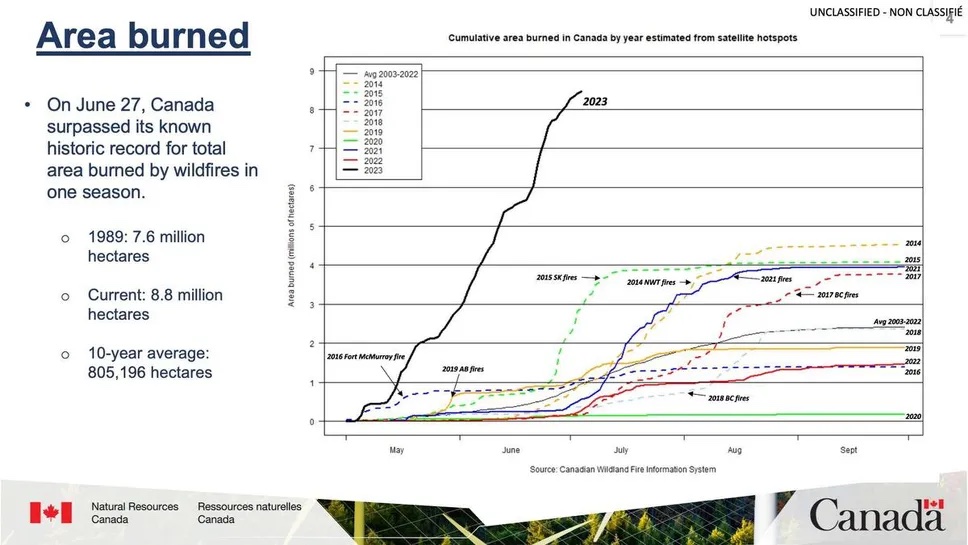 UNCLASSIFIED - NON CLASSIFIÉ
4
Area burned
• On June 27, Canada
surpassed its known
historic record for total
area burned by wildfires in
one season.
o 1989: 7.6 million
hectares
o Current: 8.8 million
hectares
o 10-year average:
805,196 hectares
Cumulative area burned in Canada by year estimated from satellite hotspots
Area burned (millions of hectares)
9
8
7
6
5
4
3
2
1
0
Avg 2003-2022
2014
2015
2016
2017
2018
2019
2020
2021
2022
2023
2023
2016 Fort McMurray fire
2019 AB fires
2015 SK fires
2014 NWT fires
2021 fires
2017 BC fires
2018 BC fires
2014
2015
2021
2017
Avg 2003-2022
2018
2019
2022
2016
2020
May
June
July
Aug
Sept
Source: Canadian Wildland Fire Information System
Natural Resources
Canada
Ressources naturelles
Canada
Canada